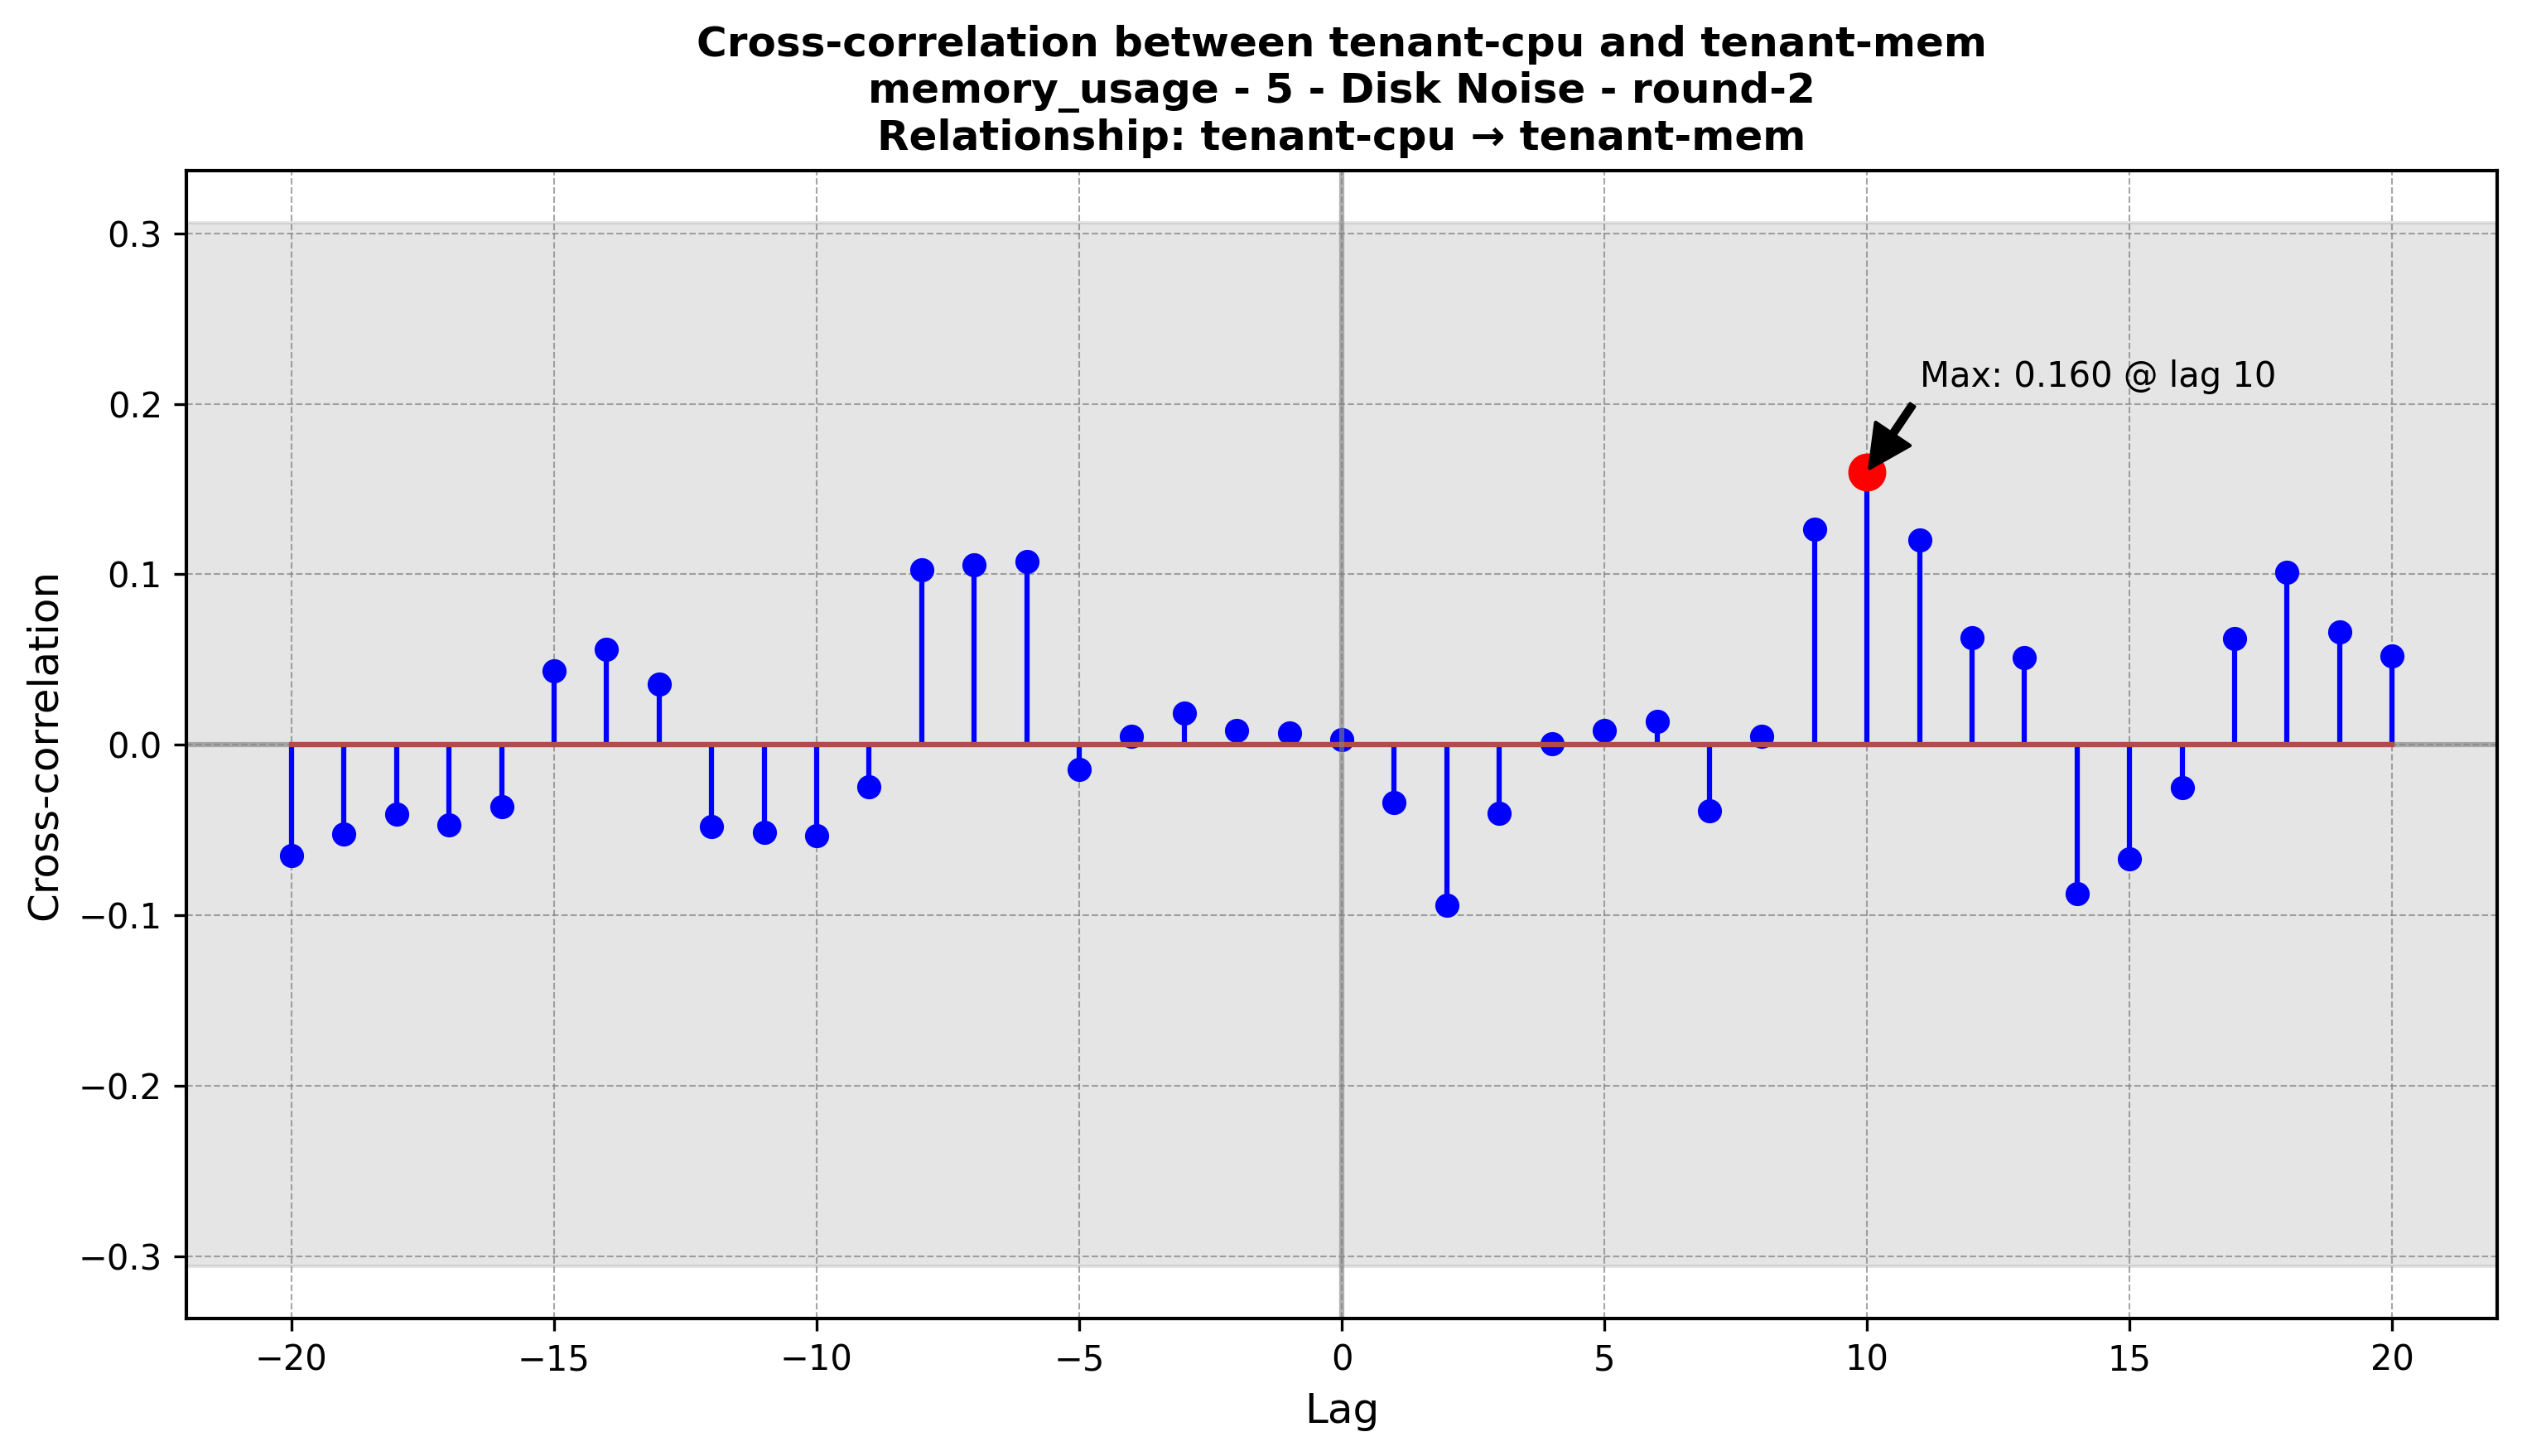 Cross-correlation between tenant-cpu and tenant-mem
memory_usage - 5 - Disk Noise - round-2
Relationship: tenant-cpu → tenant-mem
Cross-correlation
0.3
0.2
0.1
0.0
−0.1
−0.2
−0.3
Max: 0.160 @ lag 10
−20 −15 −10 −5 0 5 10 15 20
Lag